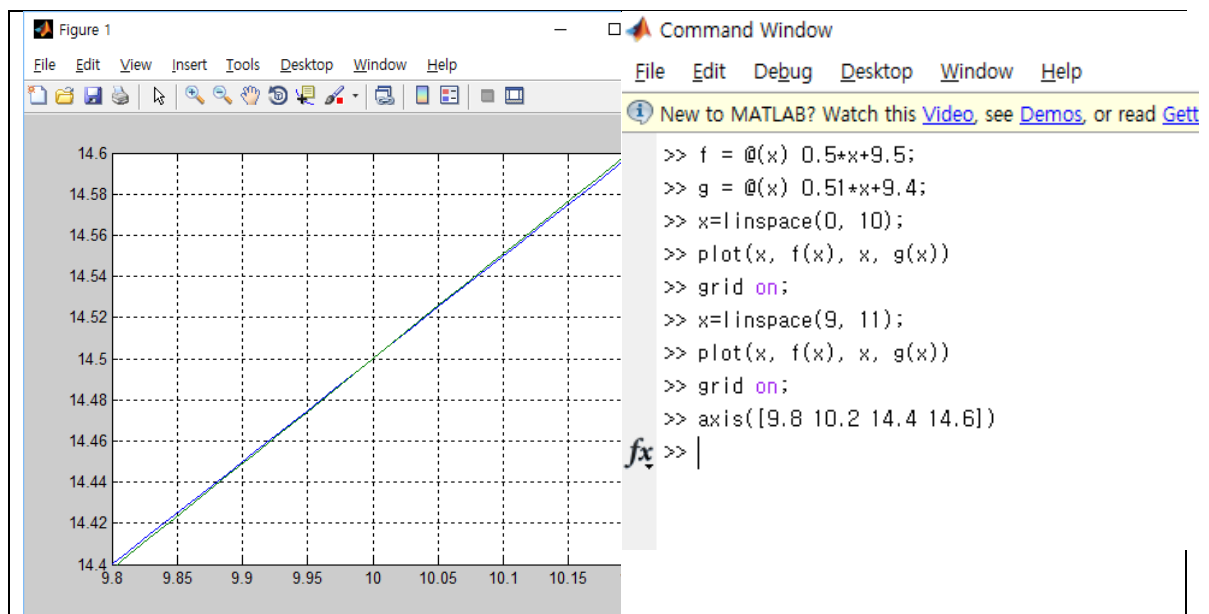 Figure 1
File Edit View Insert Tools Desktop Window Help
14.6
14.58
14.56
14.54
14.52
14.5
14.48
14.46
14.44
14.42
14.4
9.8 9.85 9.9 9.95 10 10.05 10.1 10.15
Command Window
File Edit Debug Desktop Window Help
New to MATLAB? Watch this Video, see Demos, or read Gett
>> f = @(x) 0.5*x+9.5;
>> g = @(x) 0.51*x+9.4;
>> x=linspace(0, 10);
>> plot(x, f(x), x, g(x))
>> grid on;
>> x=linspace(9, 11);
>> plot(x, f(x), x, g(x))
>> grid on;
>> axis([9.8 10.2 14.4 14.6])
fx >>